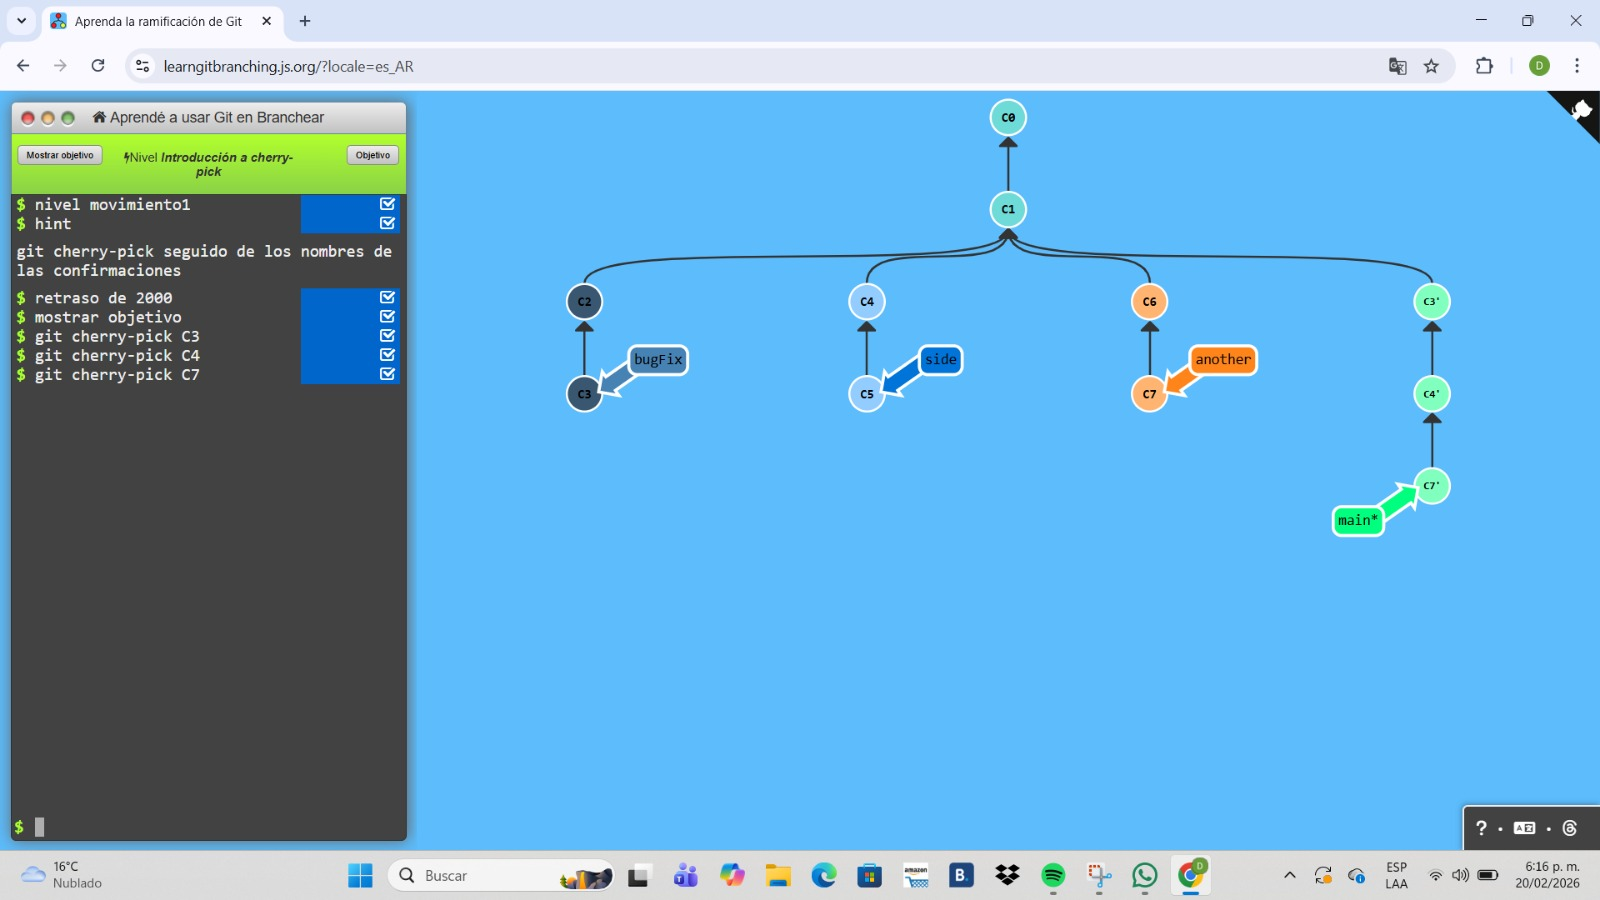 Aprenda la ramificación de Git
learngitbranching.js.org/?locale=es_AR
D
Aprendé a usar Git en Branchear
Mostrar objetivo
Nivel Introducción a cherry-
pick
Objetivo
$ nivel movimiento1
$ hint
git cherry-pick seguido de los nombres de
las confirmaciones
$ retraso de 2000
$ mostrar objetivo
$ git cherry-pick C3
$ git cherry-pick C4
$ git cherry-pick C7
$
C0
C1
C2
C4
C6
C3'
bugFix
side
another
C3
C5
C7
C4'
C7'
main*
?
16°C
Nublado
Buscar
amazon
B.
D
ESP
LAA
6:16 p. m.
20/02/2026